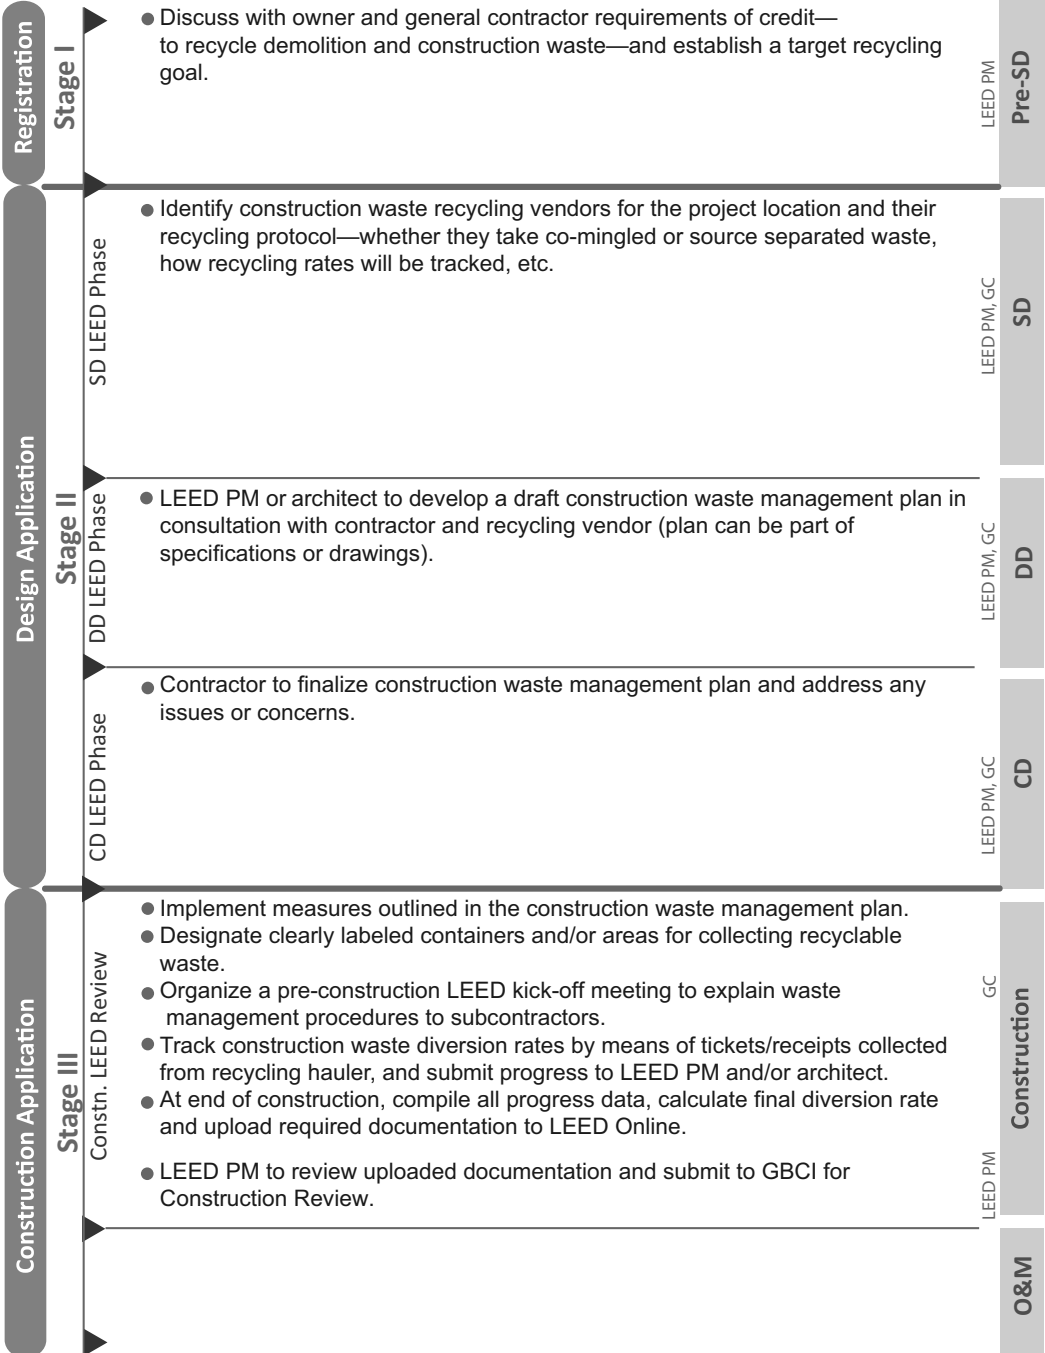 Registration
Stage I
● Discuss with owner and general contractor requirements of credit—
to recycle demolition and construction waste—and establish a target recycling
goal.
LEED PM
Pre-SD
Design Application
Stage II
SD LEED Phase
● Identify construction waste recycling vendors for the project location and their
recycling protocol—whether they take co-mingled or source separated waste,
how recycling rates will be tracked, etc.
LEED PM, GC
SD
DD LEED Phase
● LEED PM or architect to develop a draft construction waste management plan in
consultation with contractor and recycling vendor (plan can be part of
specifications or drawings).
LEED PM, GC
DD
CD LEED Phase
● Contractor to finalize construction waste management plan and address any
issues or concerns.
LEED PM, GC
CD
Construction Application
Stage III
Constn. LEED Review
● Implement measures outlined in the construction waste management plan.
● Designate clearly labeled containers and/or areas for collecting recyclable
waste.
● Organize a pre-construction LEED kick-off meeting to explain waste
management procedures to subcontractors.
● Track construction waste diversion rates by means of tickets/receipts collected
from recycling hauler, and submit progress to LEED PM and/or architect.
● At end of construction, compile all progress data, calculate final diversion rate
and upload required documentation to LEED Online.
● LEED PM to review uploaded documentation and submit to GBCI for
Construction Review.
GC
LEED PM
Construction
O&M